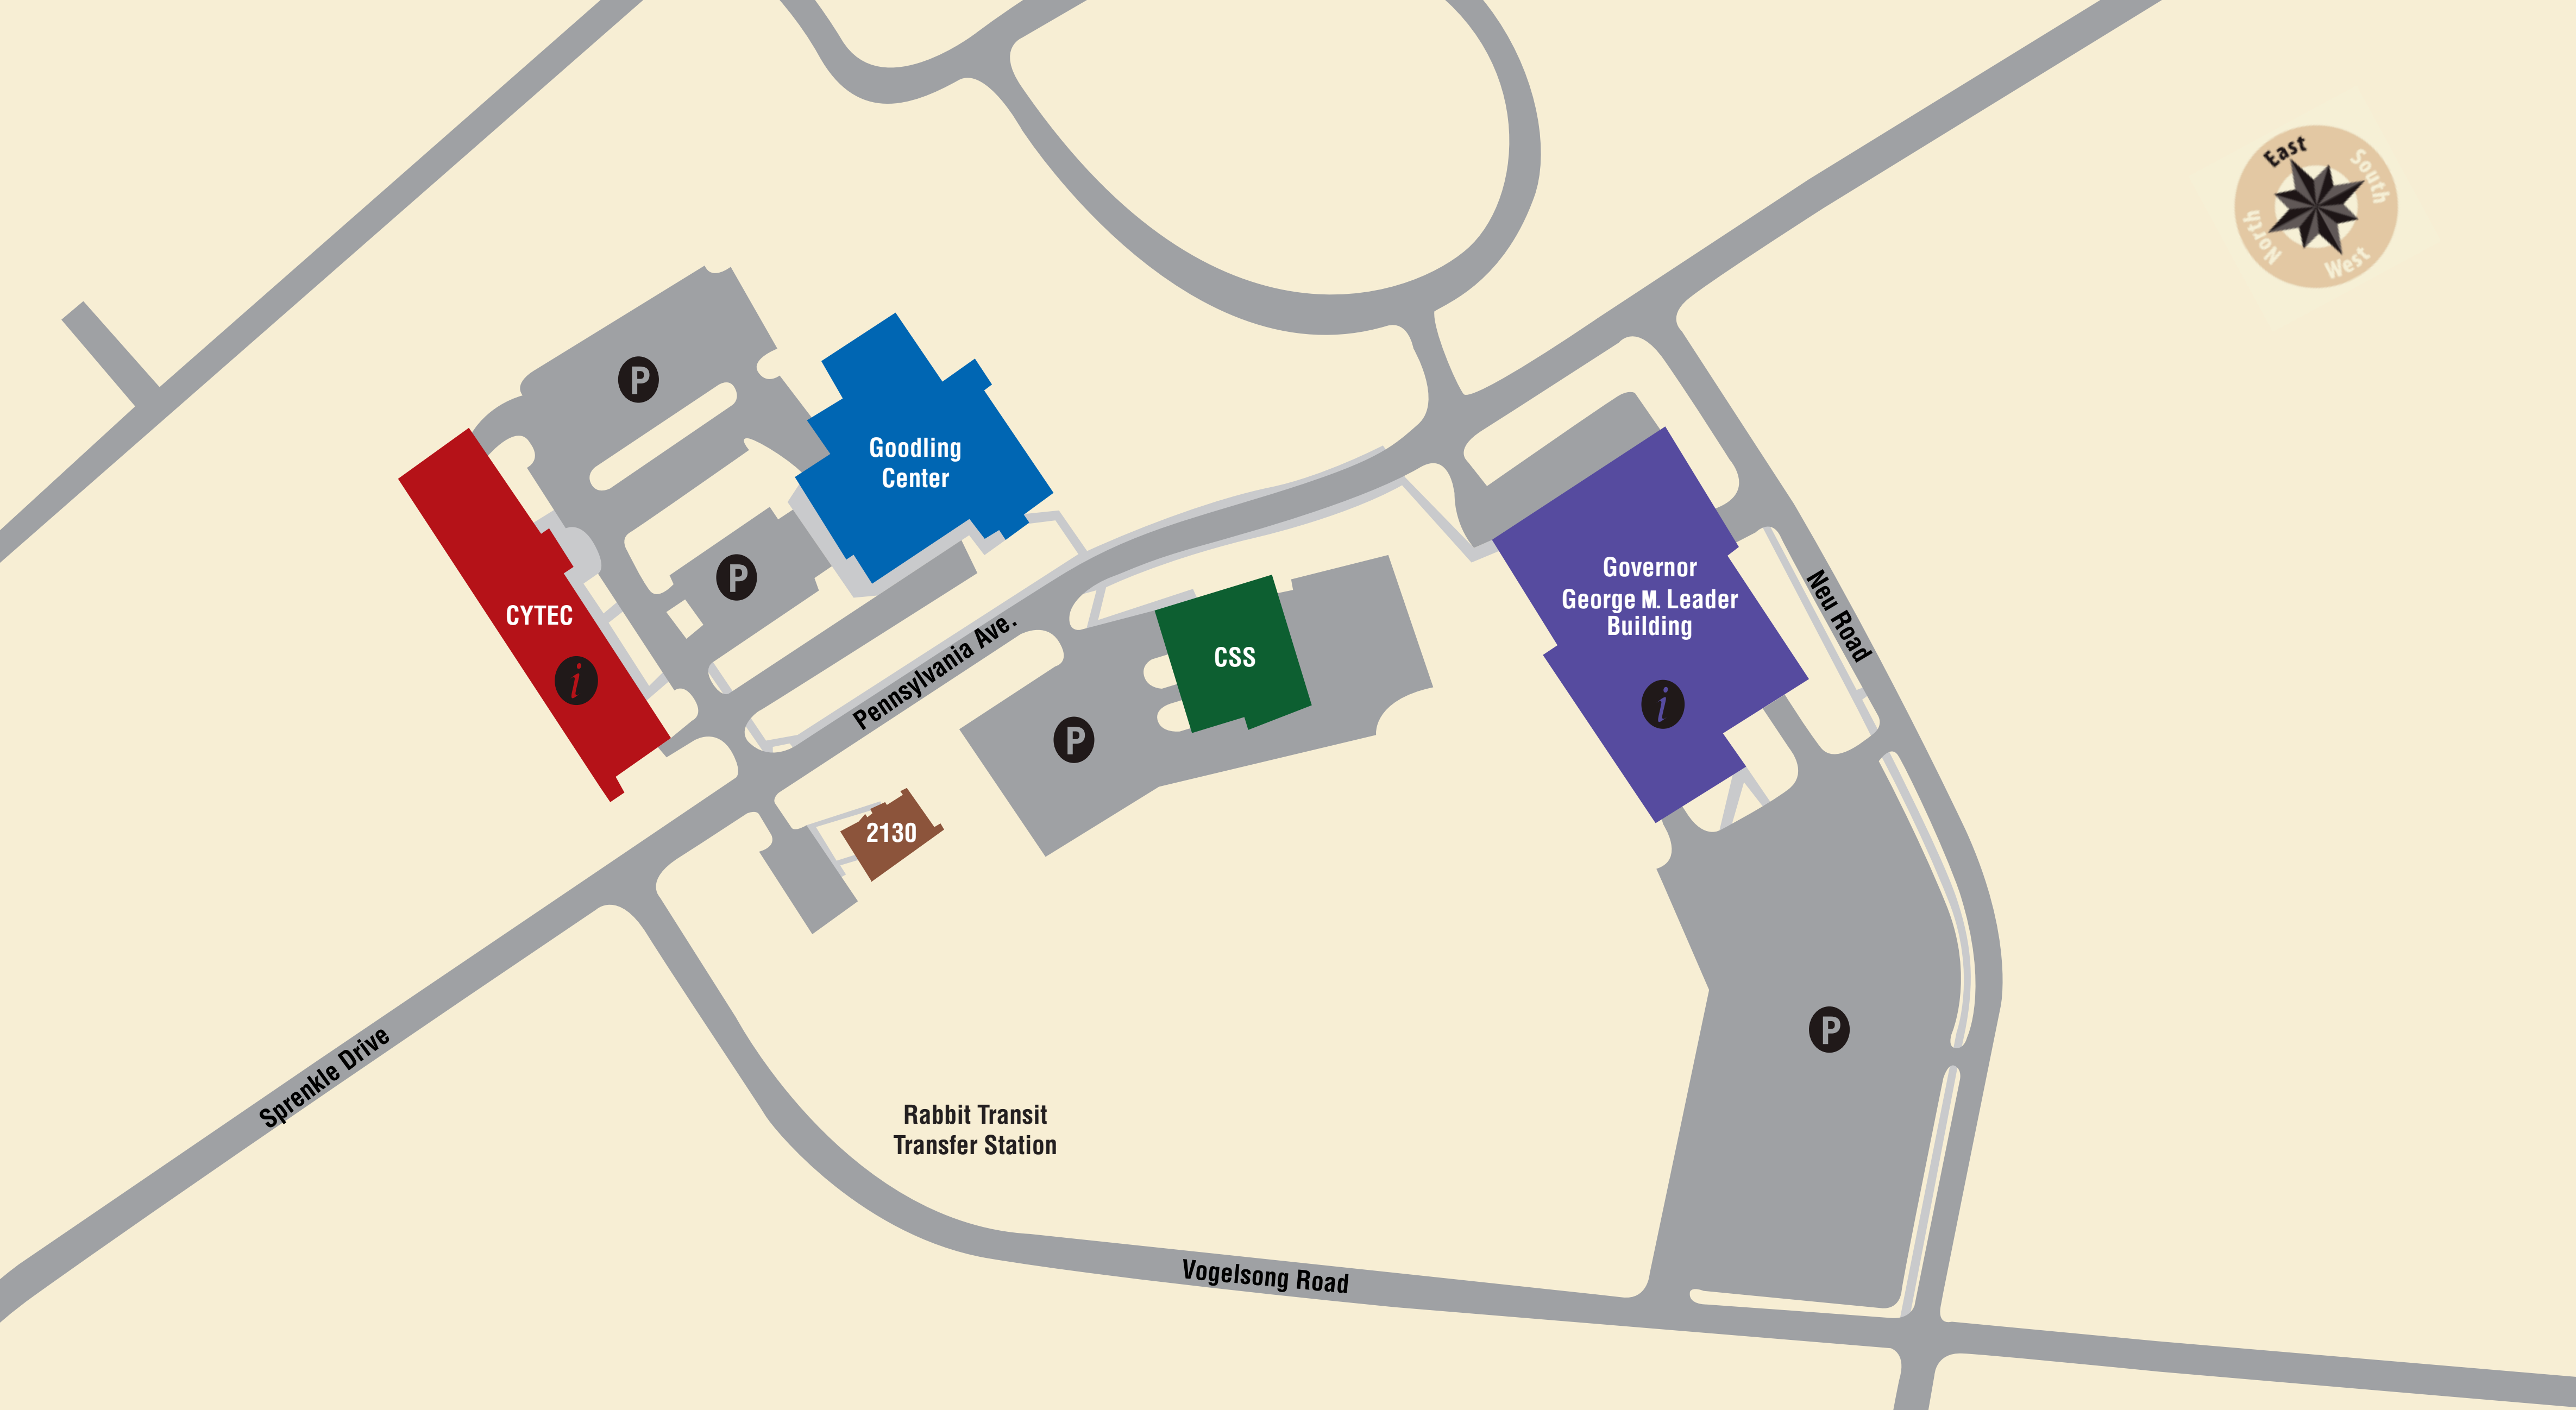 East
South
North
West
P
Goodling
Center
P
CYTEC
i
Pennsylvania Ave.
CSS
P
2130
Governor
George M. Leader
Building
i
Neu Road
P
Sprenkle Drive
Rabbit Transit
Transfer Station
Vogelsong Road